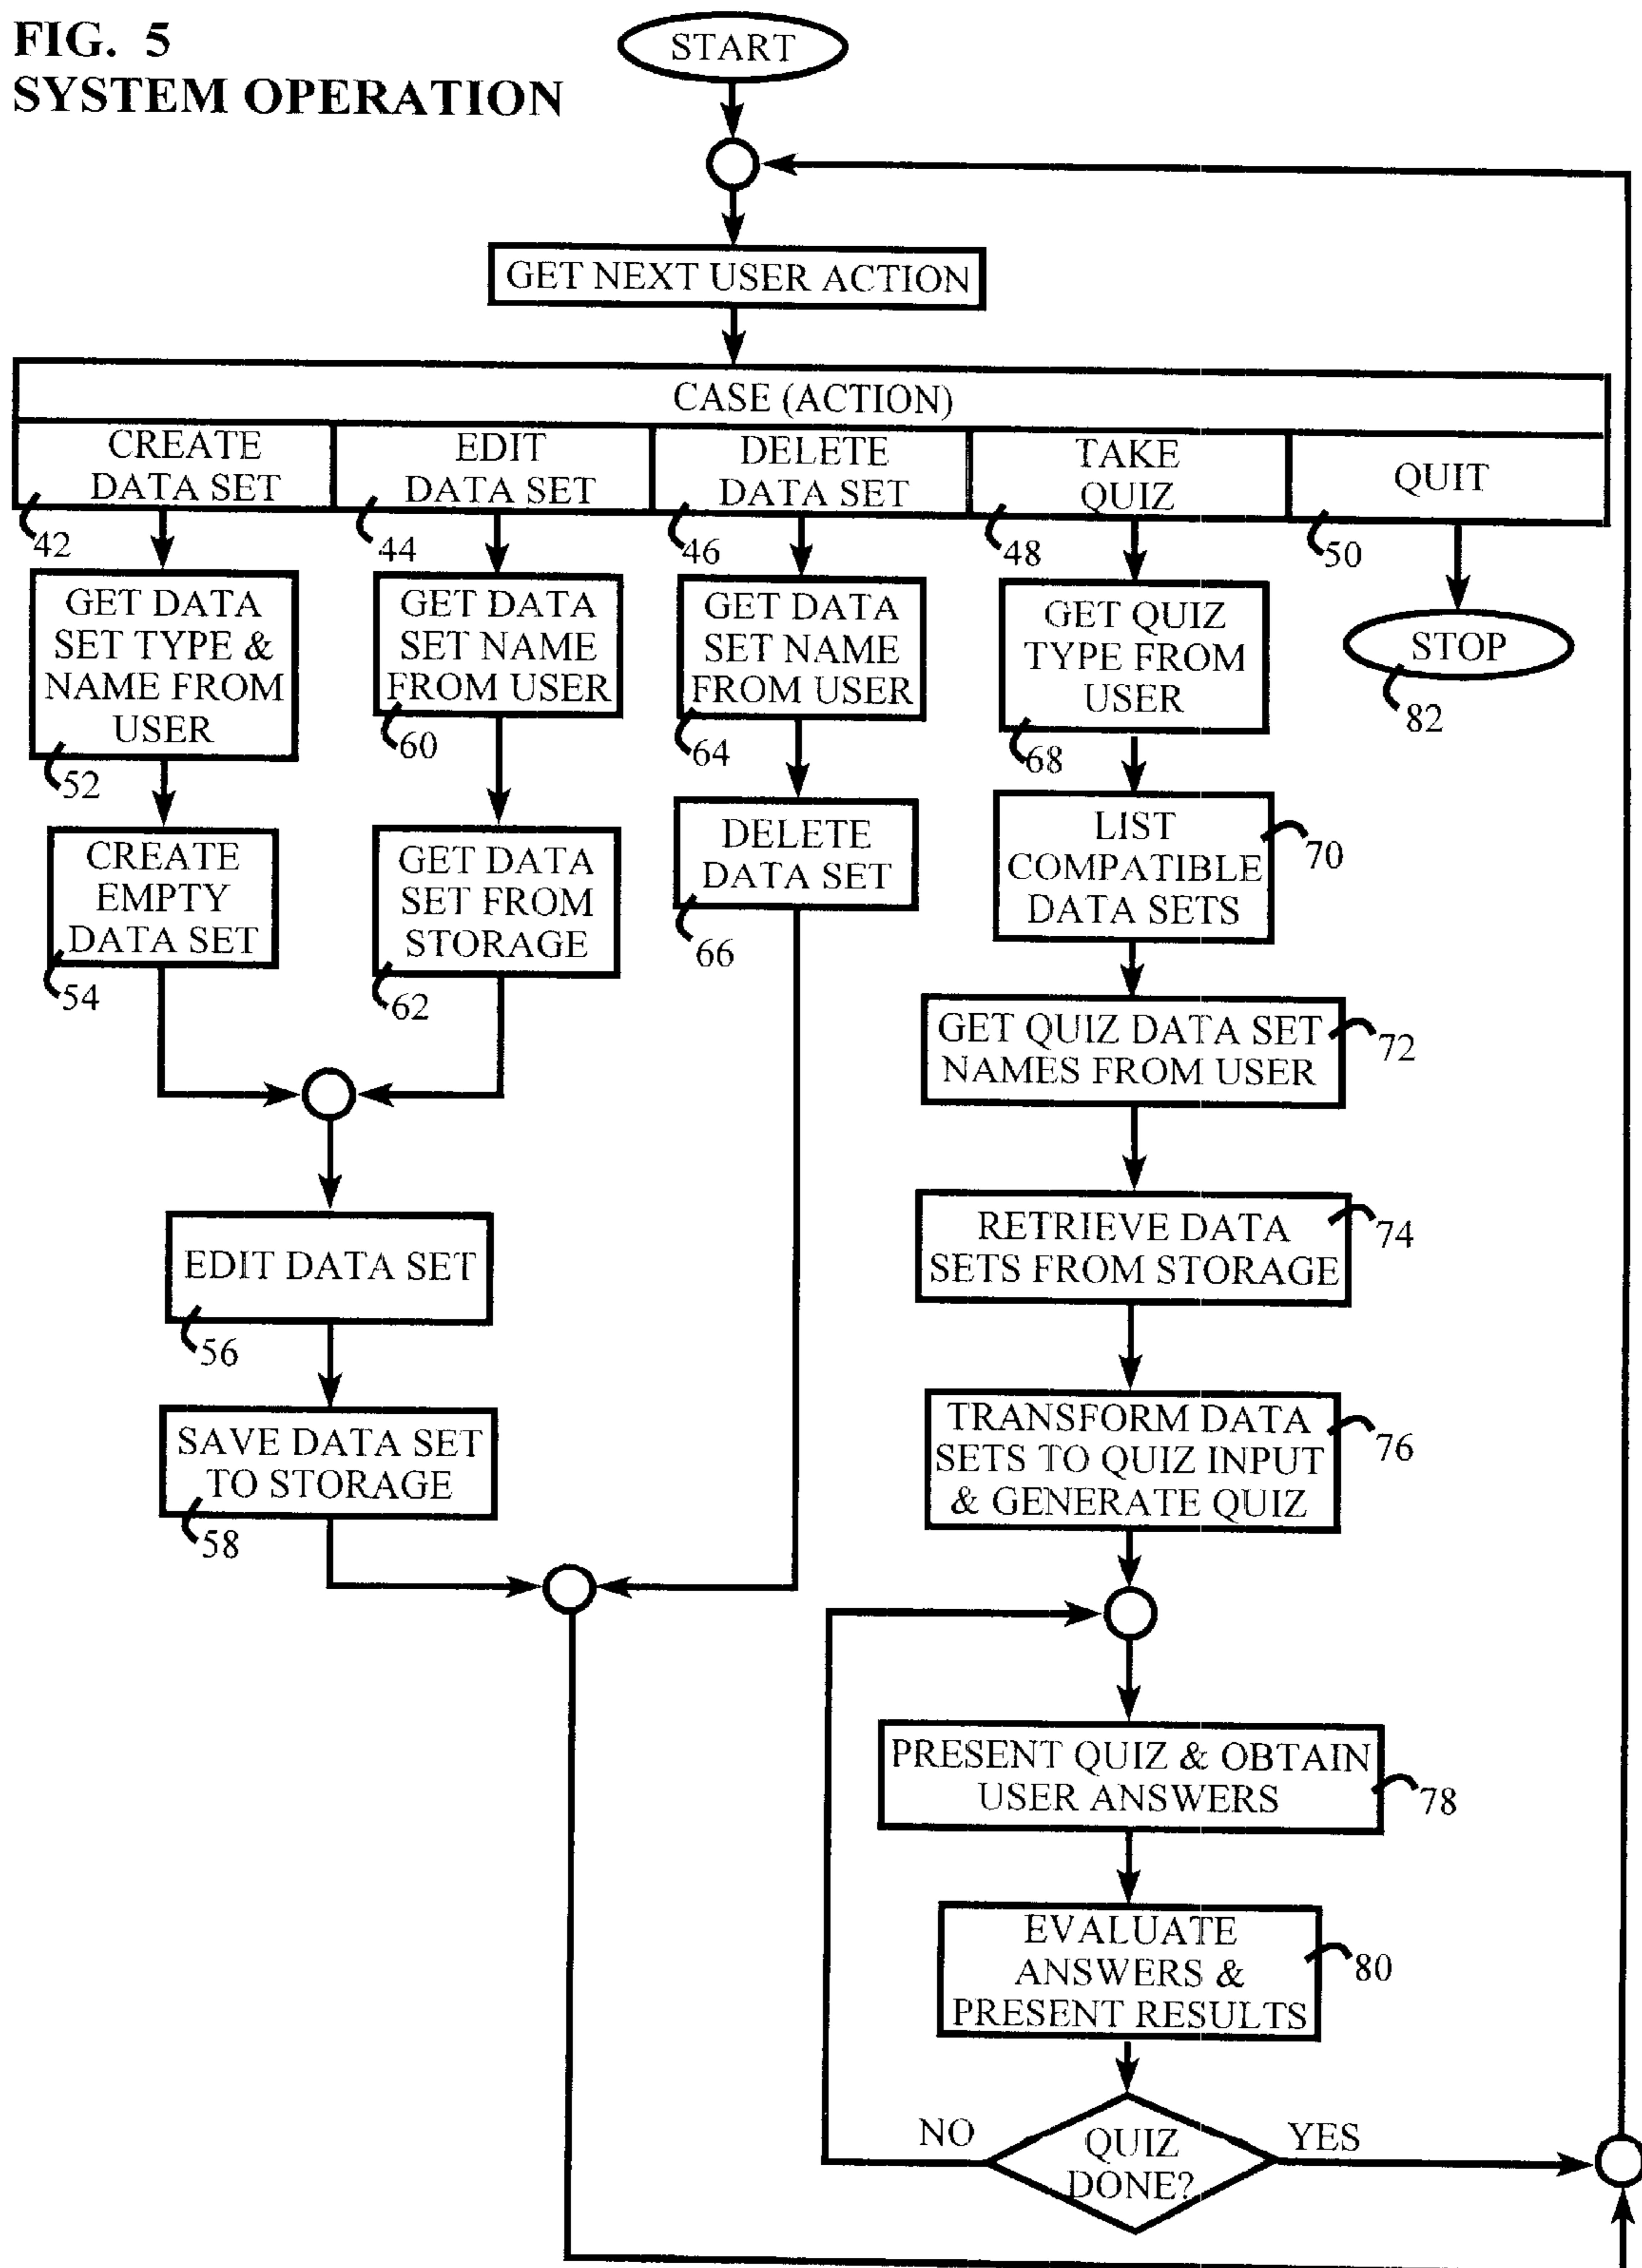 FIG. 5
SYSTEM OPERATION
START
GET NEXT USER ACTION
CASE (ACTION)
CREATE
DATA SET
EDIT
DATA SET
DELETE
DATA SET
TAKE
QUIZ
QUIT
42
44
46
48
50
GET DATA
SET TYPE &
NAME FROM
USER
52
GET DATA
SET NAME
FROM USER
60
GET DATA
SET NAME
FROM USER
64
GET QUIZ
TYPE FROM
USER
68
STOP
82
CREATE
EMPTY
DATA SET
54
GET DATA
SET FROM
STORAGE
62
DELETE
DATA SET
66
LIST
COMPATIBLE
DATA SETS
70
GET QUIZ DATA SET
NAMES FROM USER
72
EDIT DATA SET
56
RETRIEVE DATA
SETS FROM STORAGE
74
SAVE DATA SET
TO STORAGE
58
TRANSFORM DATA
SETS TO QUIZ INPUT
& GENERATE QUIZ
76
PRESENT QUIZ & OBTAIN
USER ANSWERS
78
EVALUATE
ANSWERS &
PRESENT RESULTS
80
NO
QUIZ
DONE?
YES